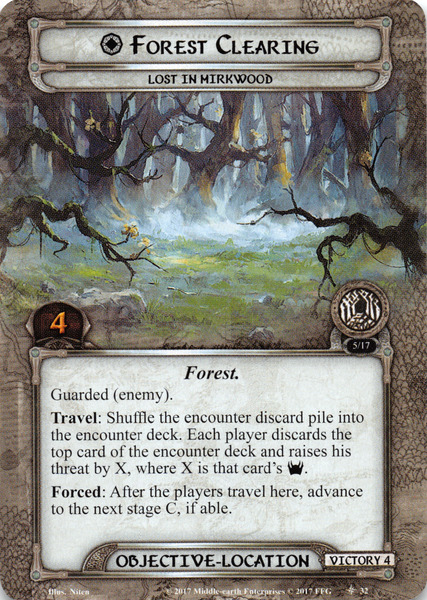 Forest Clearing
Lost in Mirkwood
4
5/17
Forest.
Guarded (enemy).
Travel: Shuffle the encounter discard pile into
the encounter deck. Each player discards the
top card of the encounter deck and raises his
threat by X, where X is that card's .
Forced: After the players travel here, advance
to the next stage C, if able.
OBJECTIVE-LOCATION
VICTORY 4
Illus. Niten
© 2017 Middle-earth Enterprises © 2017 FFG
32